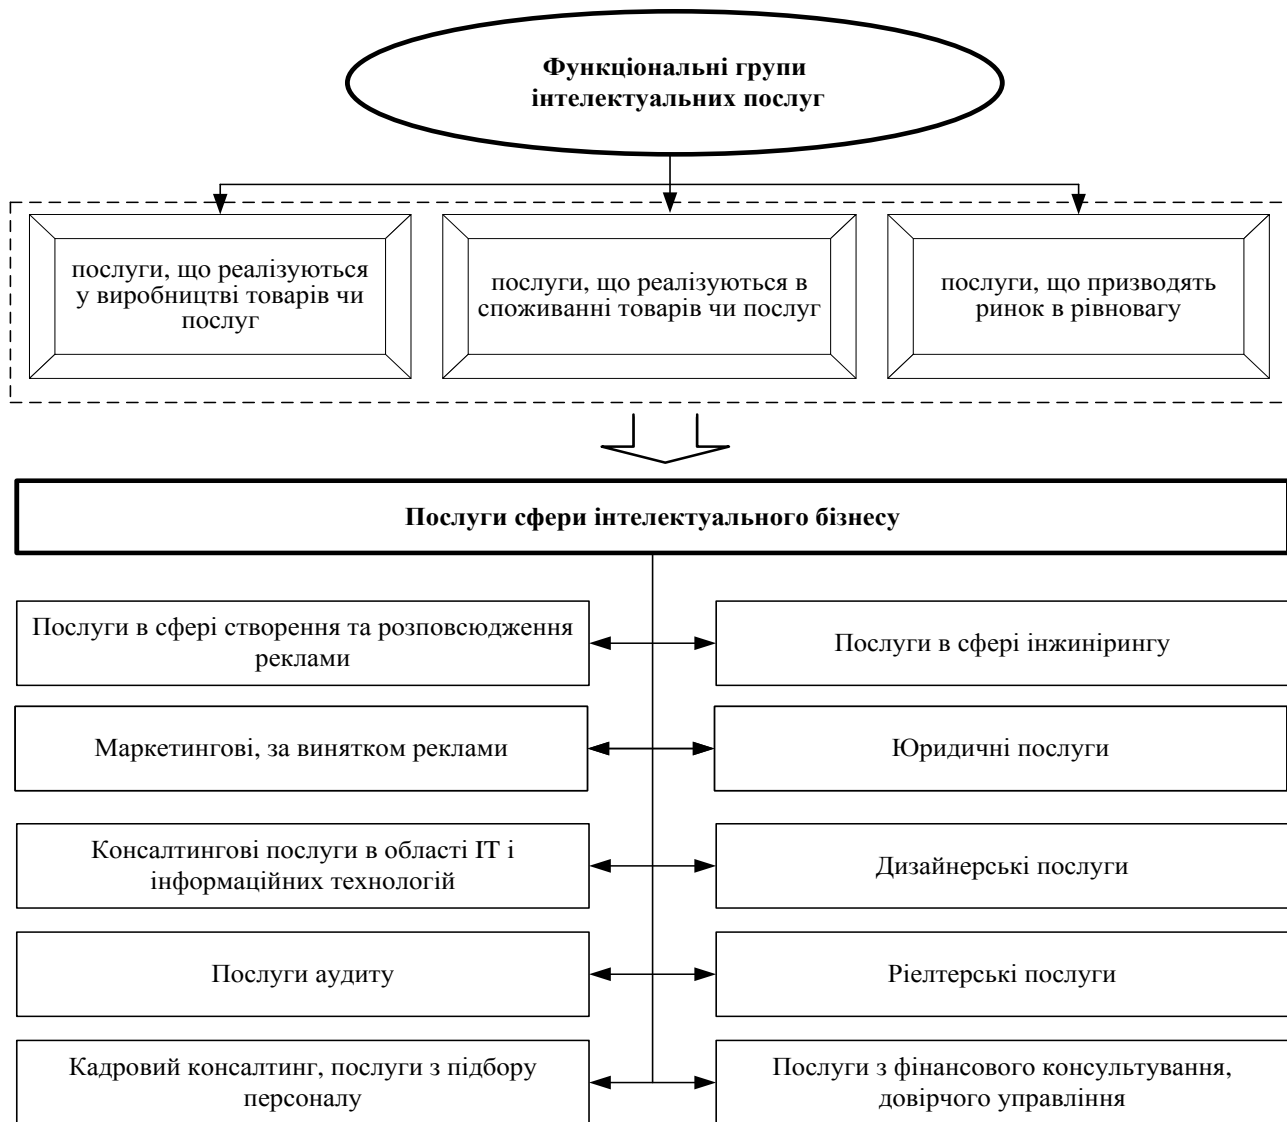 Функціональні групи
інтелектуальних послуг
послуги, що реалізуються
у виробництві товарів чи
послуг
послуги, що реалізуються в
споживанні товарів чи послуг
послуги, що призводять
ринок в рівновагу
Послуги сфери інтелектуального бізнесу
Послуги в сфері створення та розповсюдження
реклами
Послуги в сфері інжинірингу
Маркетингові, за винятком реклами
Юридичні послуги
Консалтингові послуги в області ІТ і
інформаційних технологій
Дизайнерські послуги
Послуги аудиту
Ріелтерські послуги
Кадровий консалтинг, послуги з підбору
персоналу
Послуги з фінансового консультування,
довірчого управління